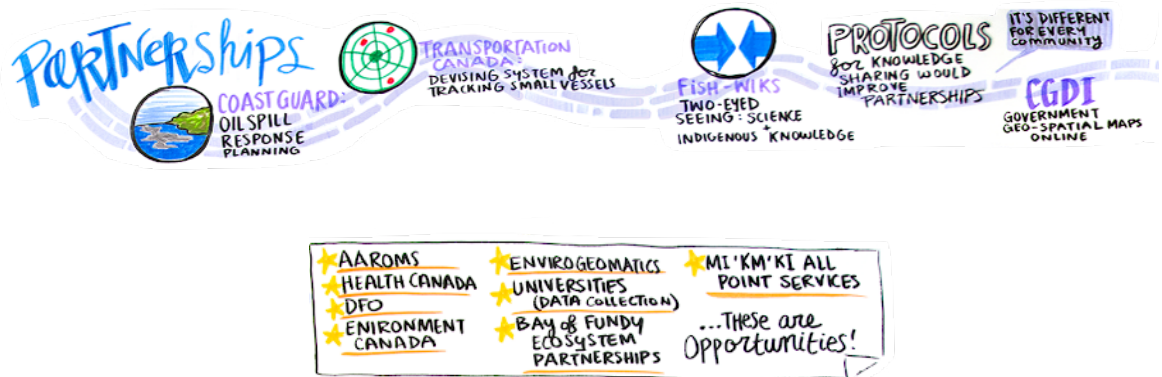 PARTNERships
COAST GUARD:
OIL SPILL
RESPONSE
PLANNING
TRANSPORTATION
CANADA:
DEVISING SYSTEM for
TRACKING SMALL VESSELS
FISH-WIKS
TWO-EYED
SEEING: SCIENCE
+
INDIGENOUS KNOWLEDGE
PROTOCOLS
for KNOWLEDGE
SHARING WOULD
IMPROVE
PARTNERSHIPS
IT'S DIFFERENT
FOR EVERY
COMMUNITY
CGDI
GOVERNMENT
GEO-SPATIAL MAPS
ONLINE
AAROMS
HEALTH CANADA
DFO
ENIRONMENT
CANADA
ENVIROGEOMATICS
UNIVERSITIES
(DATA COLLECTION)
BAY of FUNDY
ECOSYSTEM
PARTNERSHIPS
MI'KM'KI ALL
POINT SERVICES
...THESE are
Opportunities!